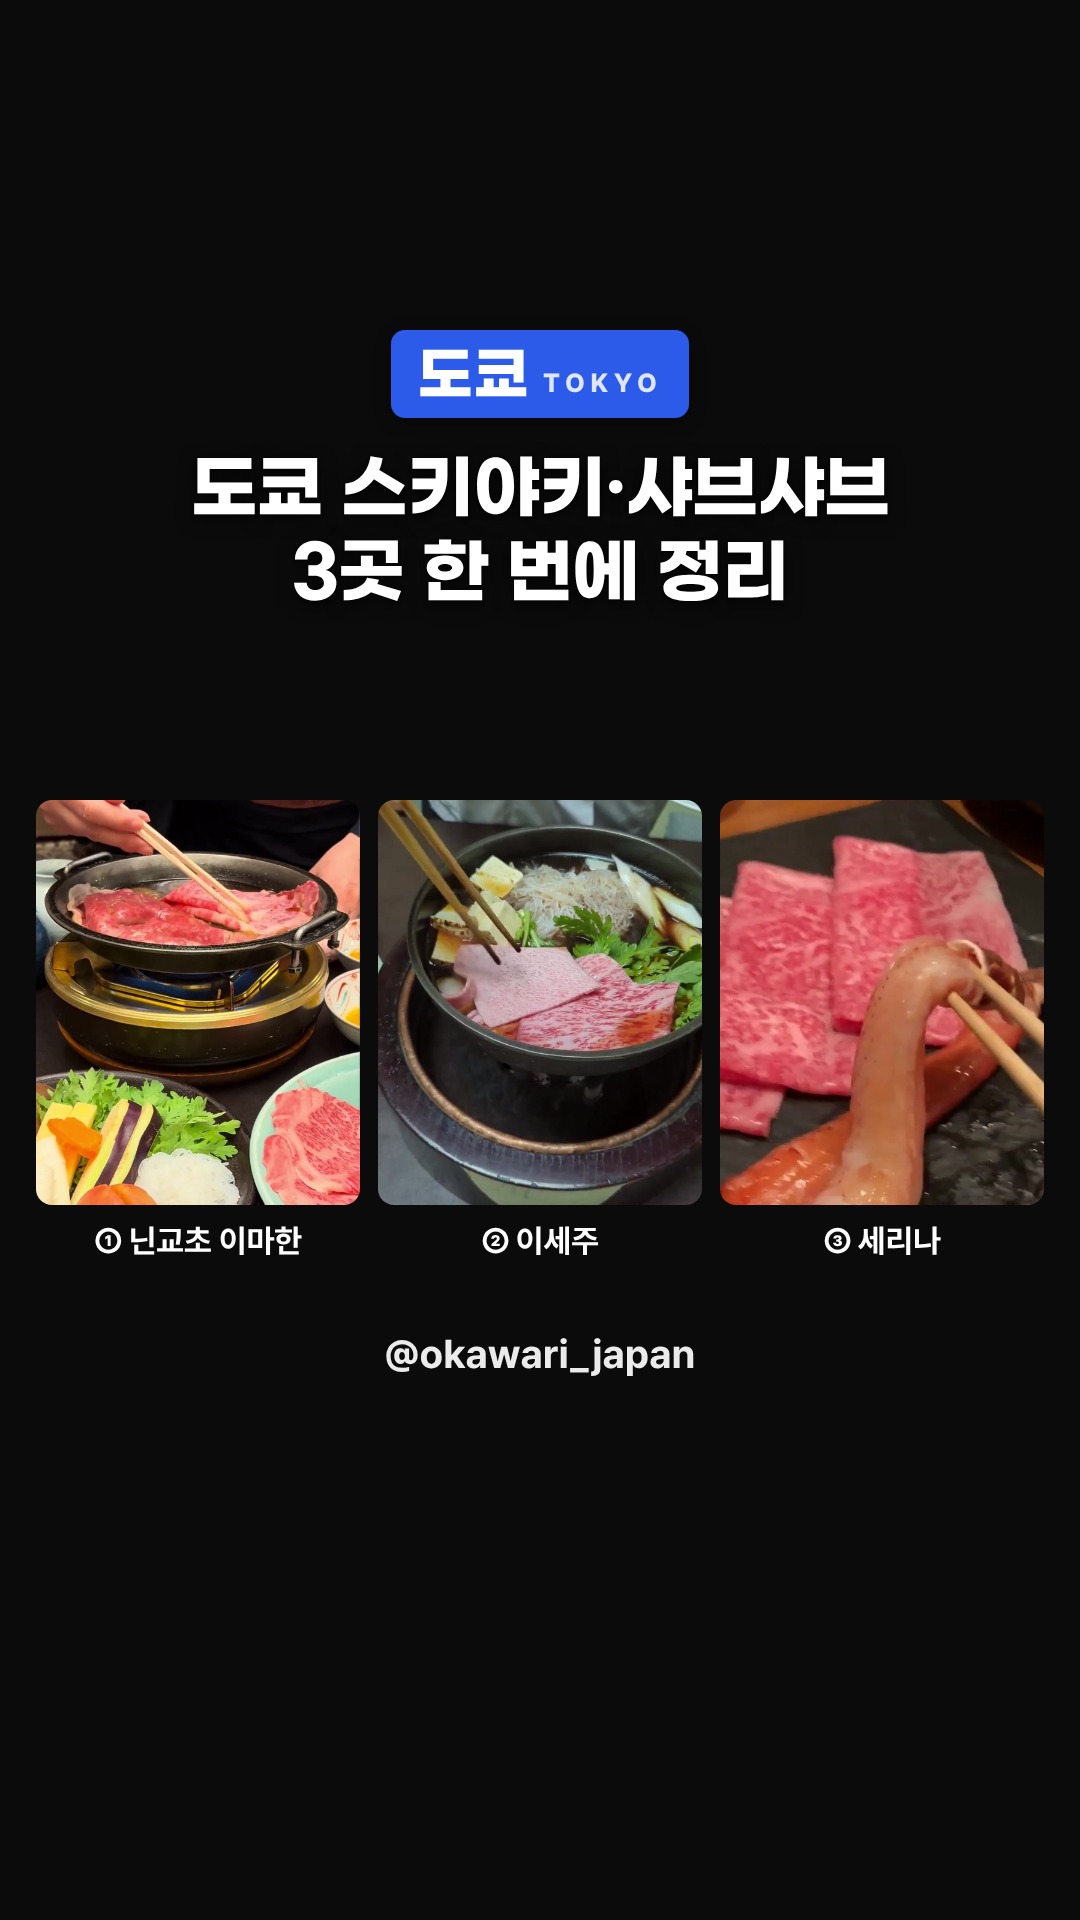 도쿄 TOKYO
도쿄 스키야키·샤브샤브
3곳 한 번에 정리
① 닌교초 이마한
② 이세주
③ 세리나
@okawari_japan